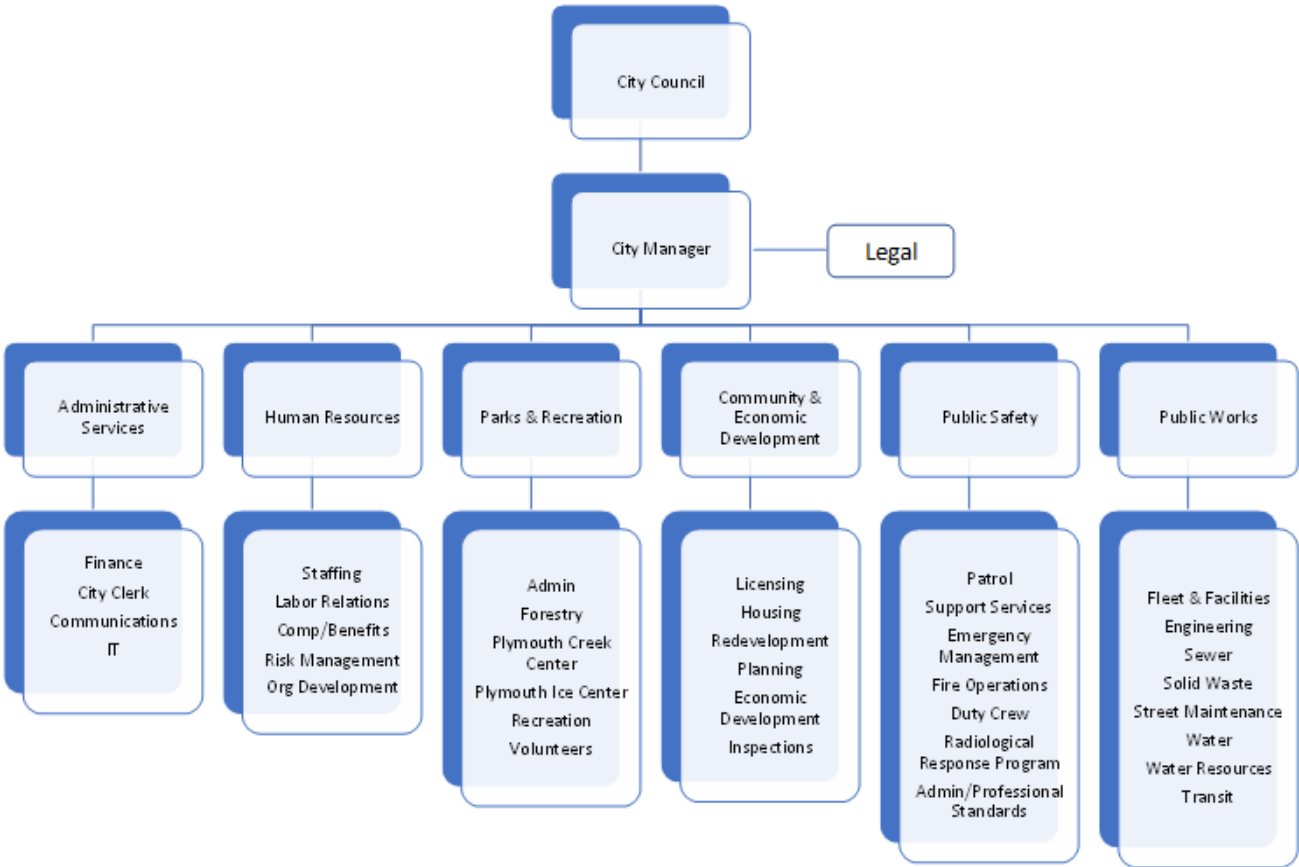 City Council
City Manager
Legal
Administrative
Services
Human Resources
Parks & Recreation
Community &
Economic
Development
Public Safety
Public Works
Finance
City Clerk
Communications
IT
Staffing
Labor Relations
Comp/Benefits
Risk Management
Org Development
Admin
Forestry
Plymouth Creek
Center
Plymouth Ice Center
Recreation
Volunteers
Licensing
Housing
Redevelopment
Planning
Economic
Development
Inspections
Patrol
Support Services
Emergency
Management
Fire Operations
Duty Crew
Radiological
Response Program
Admin/Professional
Standards
Fleet & Facilities
Engineering
Sewer
Solid Waste
Street Maintenance
Water
Water Resources
Transit